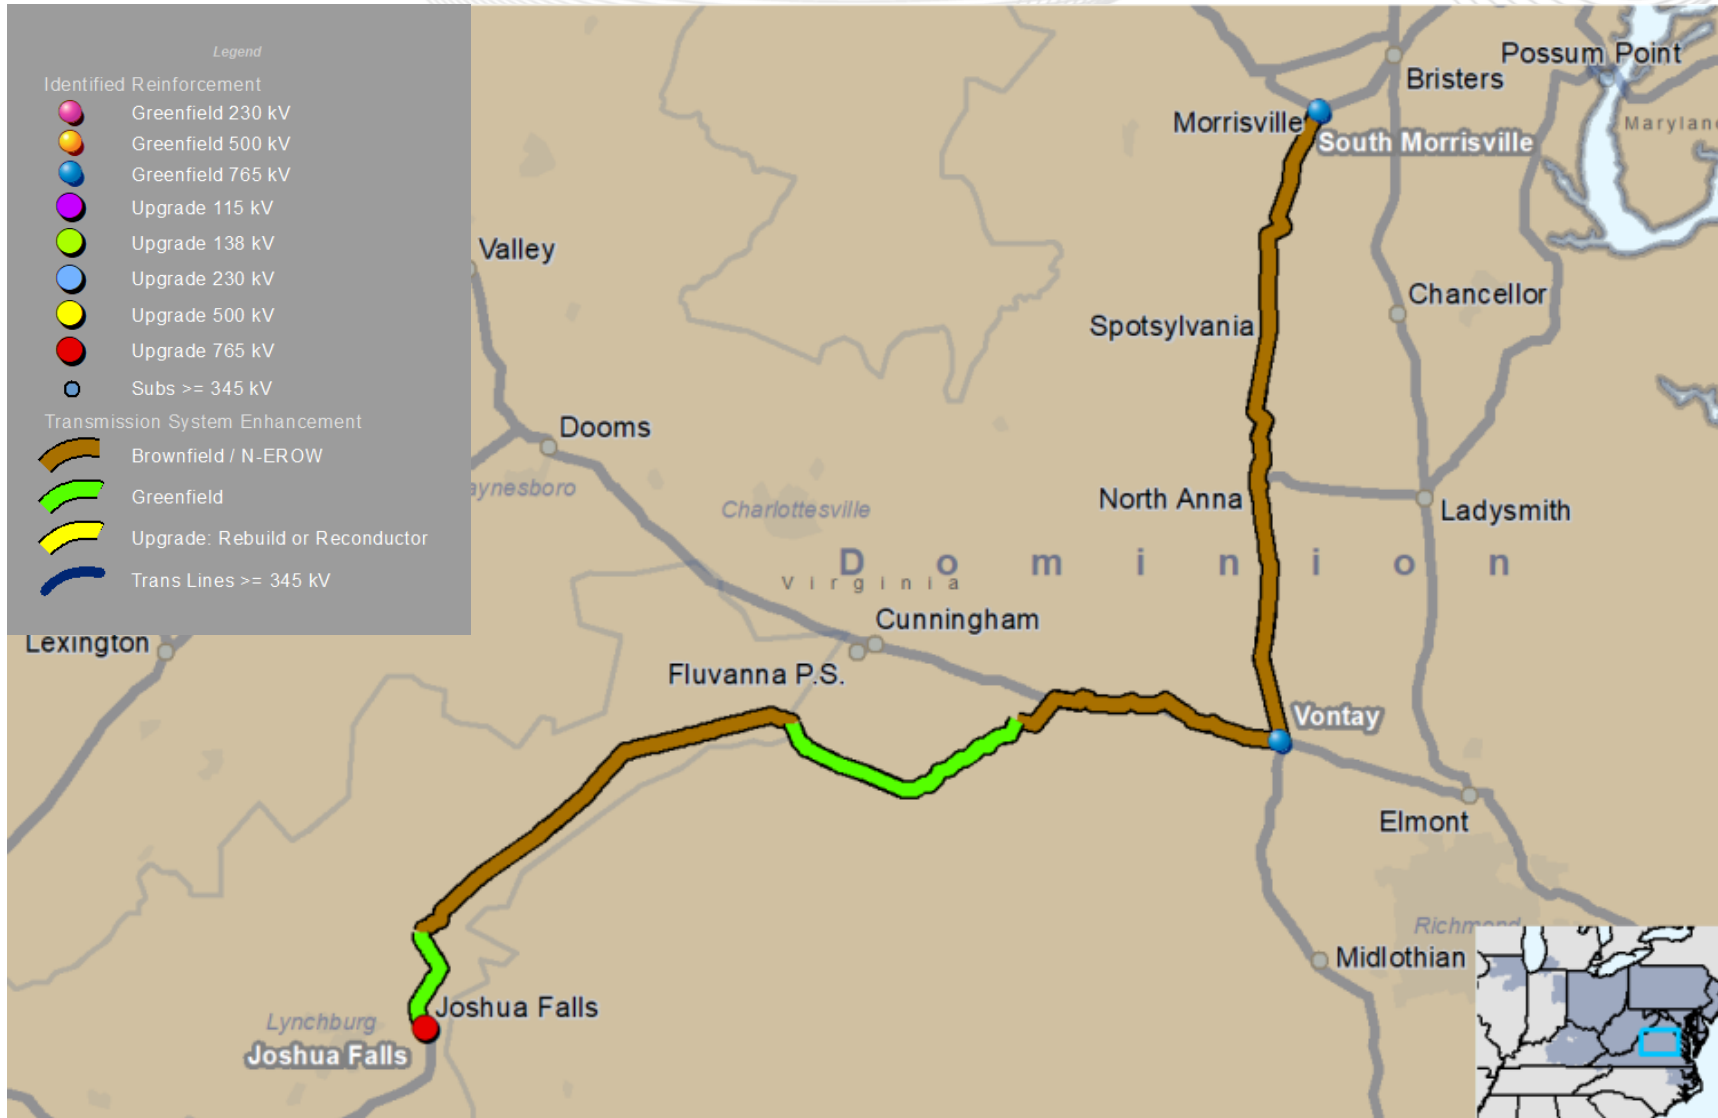 Legend
Identified Reinforcement
Greenfield 230 kV
Greenfield 500 kV
Greenfield 765 kV
Upgrade 115 kV
Upgrade 138 kV
Upgrade 230 kV
Upgrade 500 kV
Upgrade 765 kV
Subs >= 345 kV
Transmission System Enhancement
Brownfield / N-EROW
Greenfield
Upgrade: Rebuild or Reconductor
Trans Lines >= 345 kV
Possum Point
Bristers
Morrisville
South Morrisville
Marylan
Valley
Chancellor
Spotsylvania
Dooms
aynesboro
Charlottesville
North Anna
Ladysmith
Dominion
Virginia
Cunningham
Lexington
Fluvanna P.S.
Vontay
Elmont
Richmond
Midlothian
Joshua Falls
Lynchburg
Joshua Falls